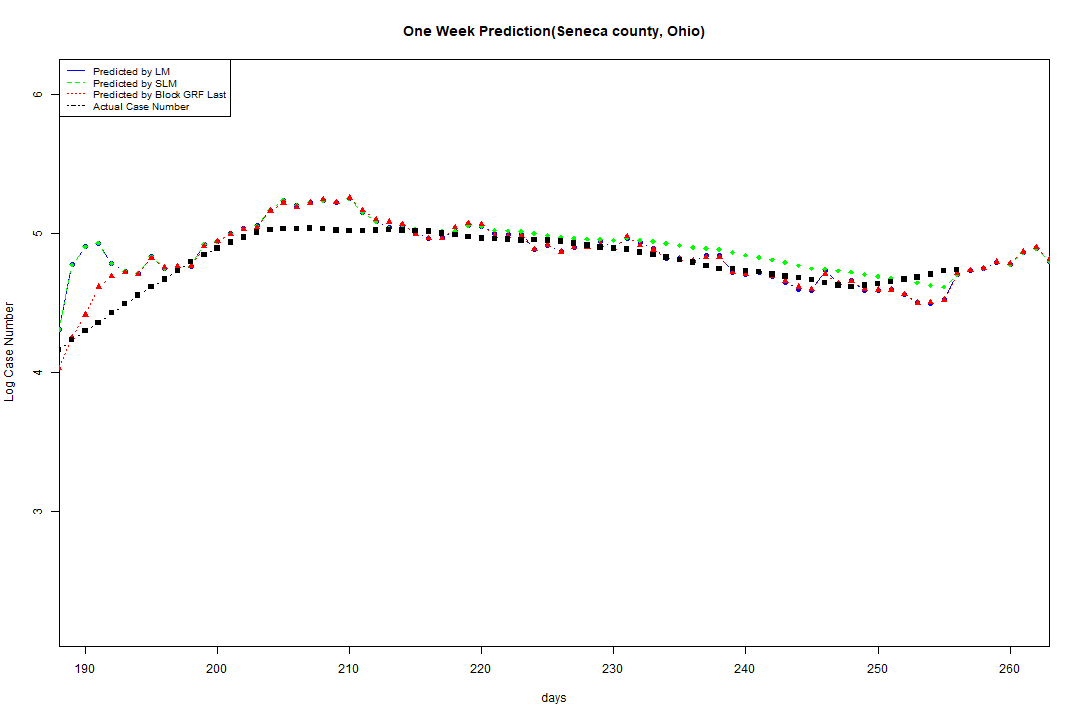 One Week Prediction(Seneca county, Ohio)
Predicted by LM
Predicted by SLM
Predicted by Block GRF Last
Actual Case Number
6
5
4
3
Log Case Number
190 200 210 220 230 240 250 260
days